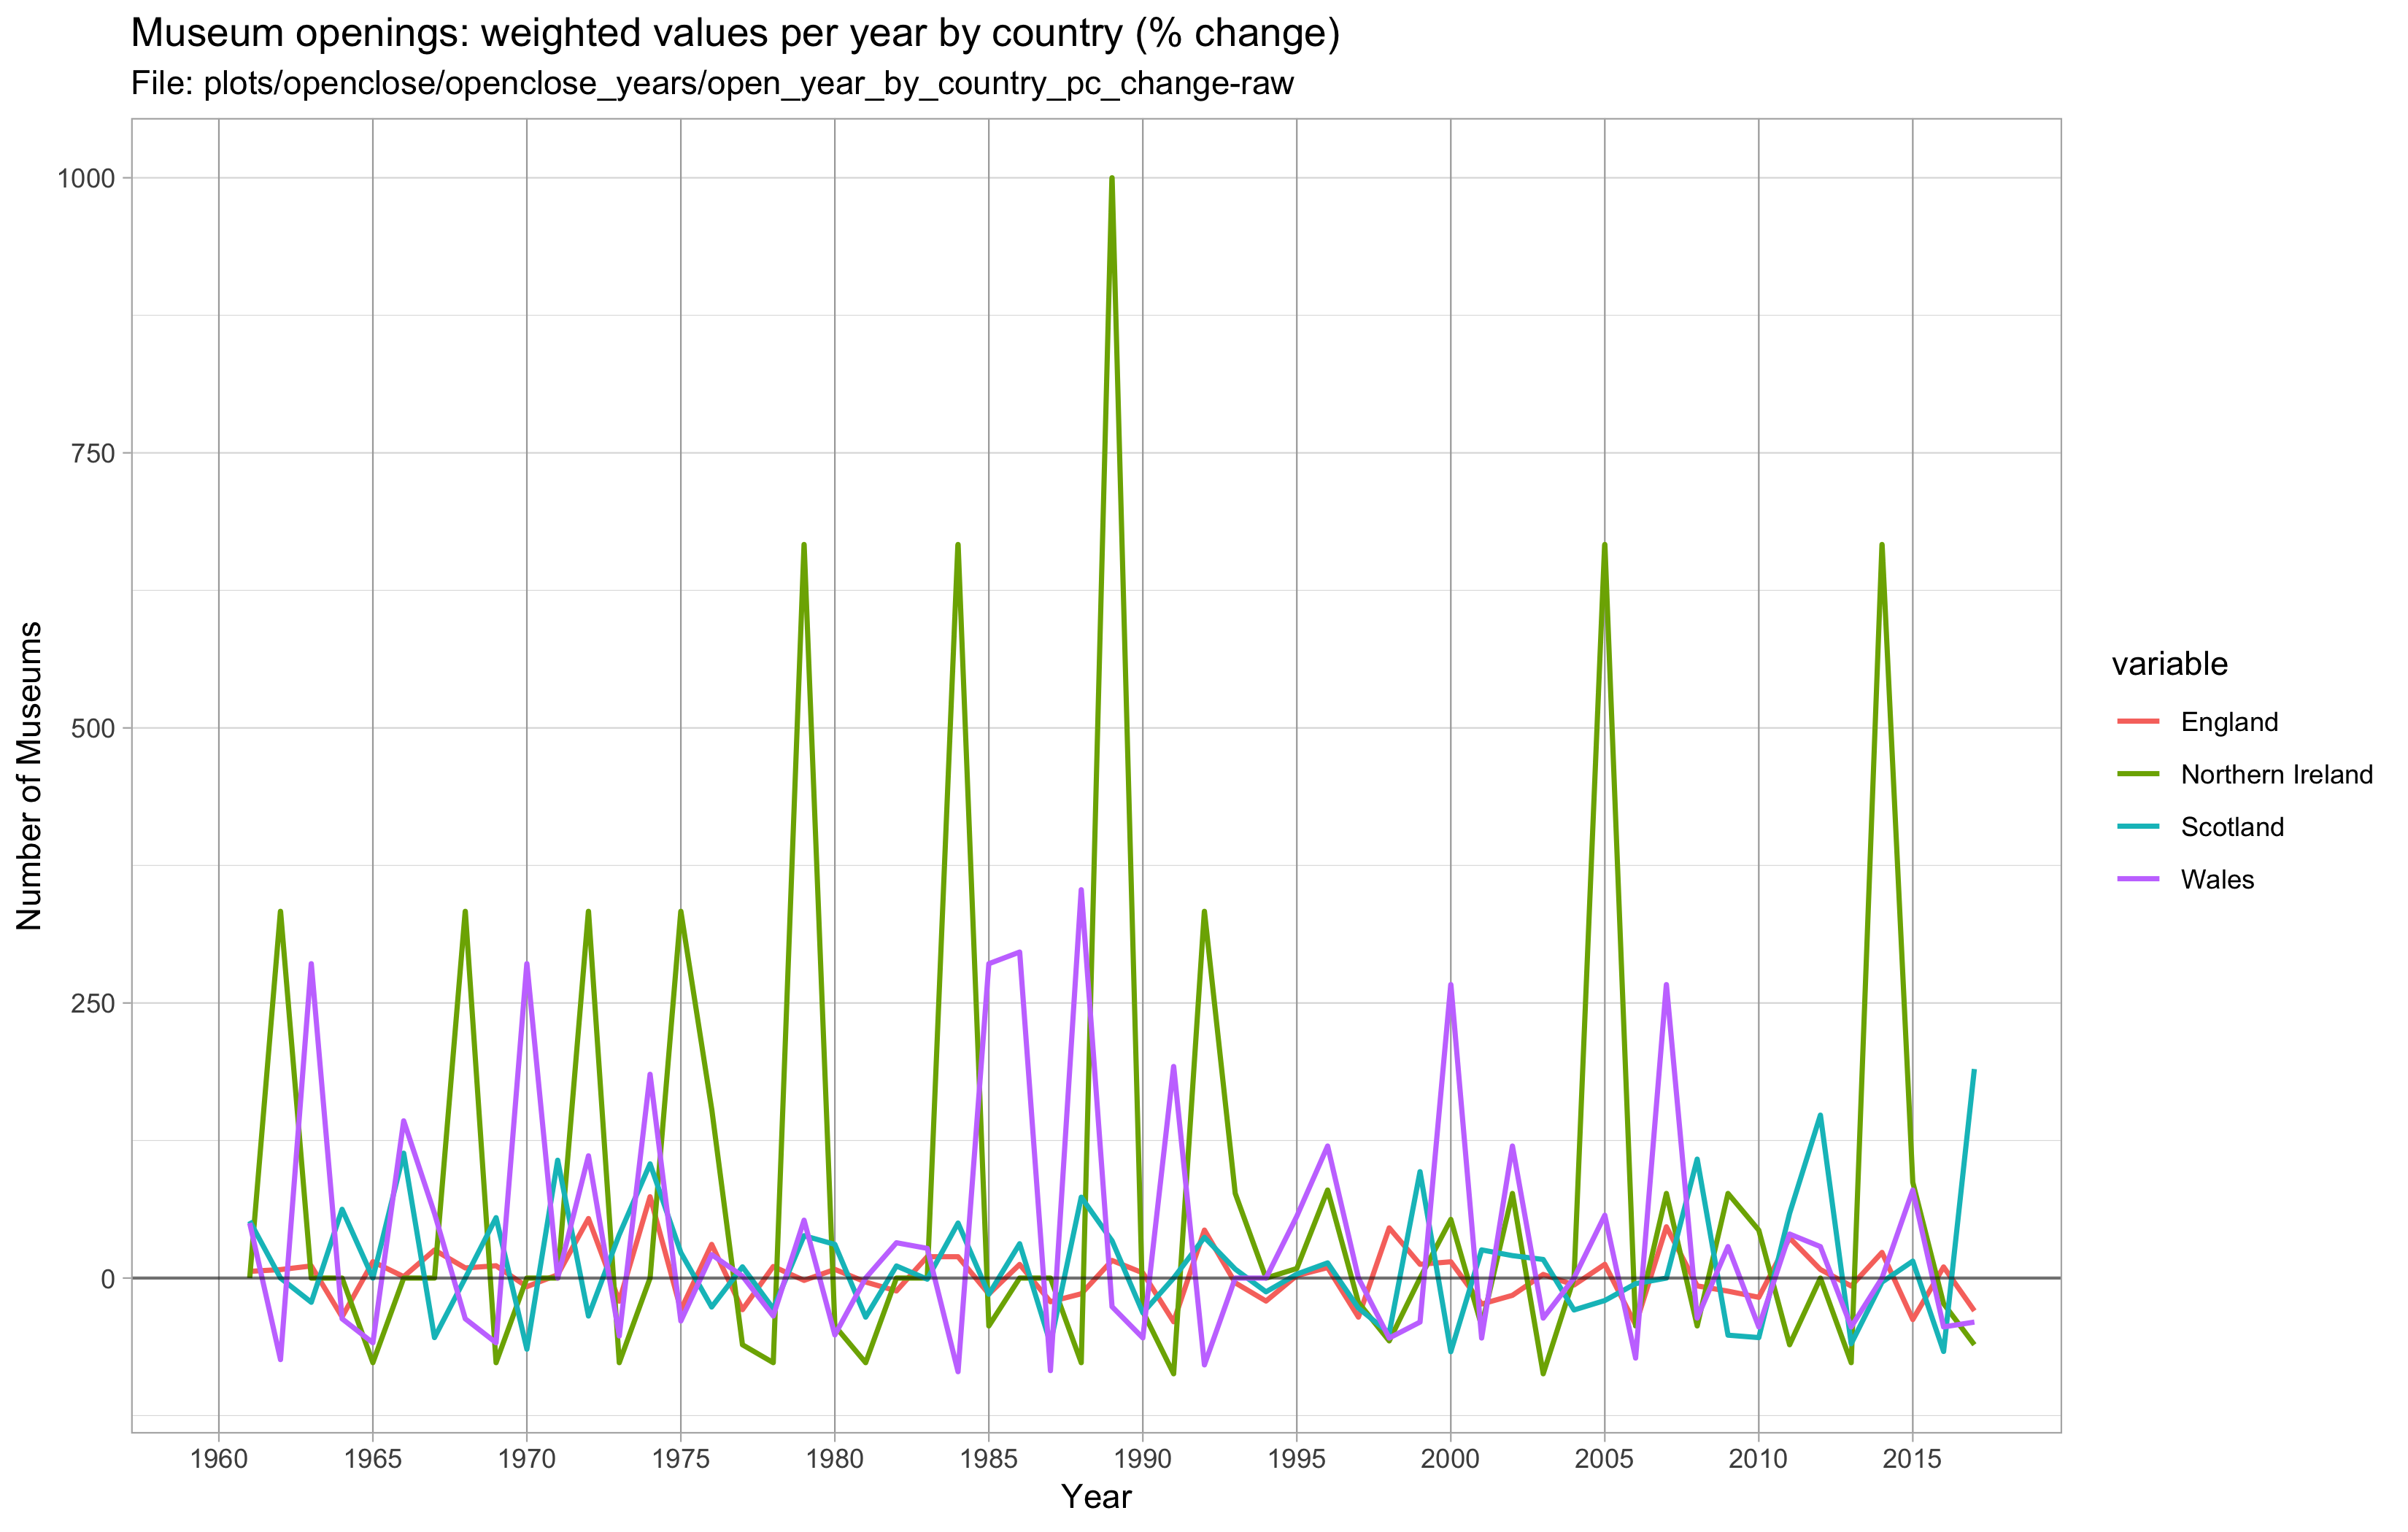 Museum openings: weighted values per year by country (% change)
File: plots/openclose/openclose_years/open_year_by_country_pc_change-raw
1000
750
500
250
0
Number of Museums
1960 1965 1970 1975 1980 1985 1990 1995 2000 2005 2010 2015
Year
variable
England
Northern Ireland
Scotland
Wales